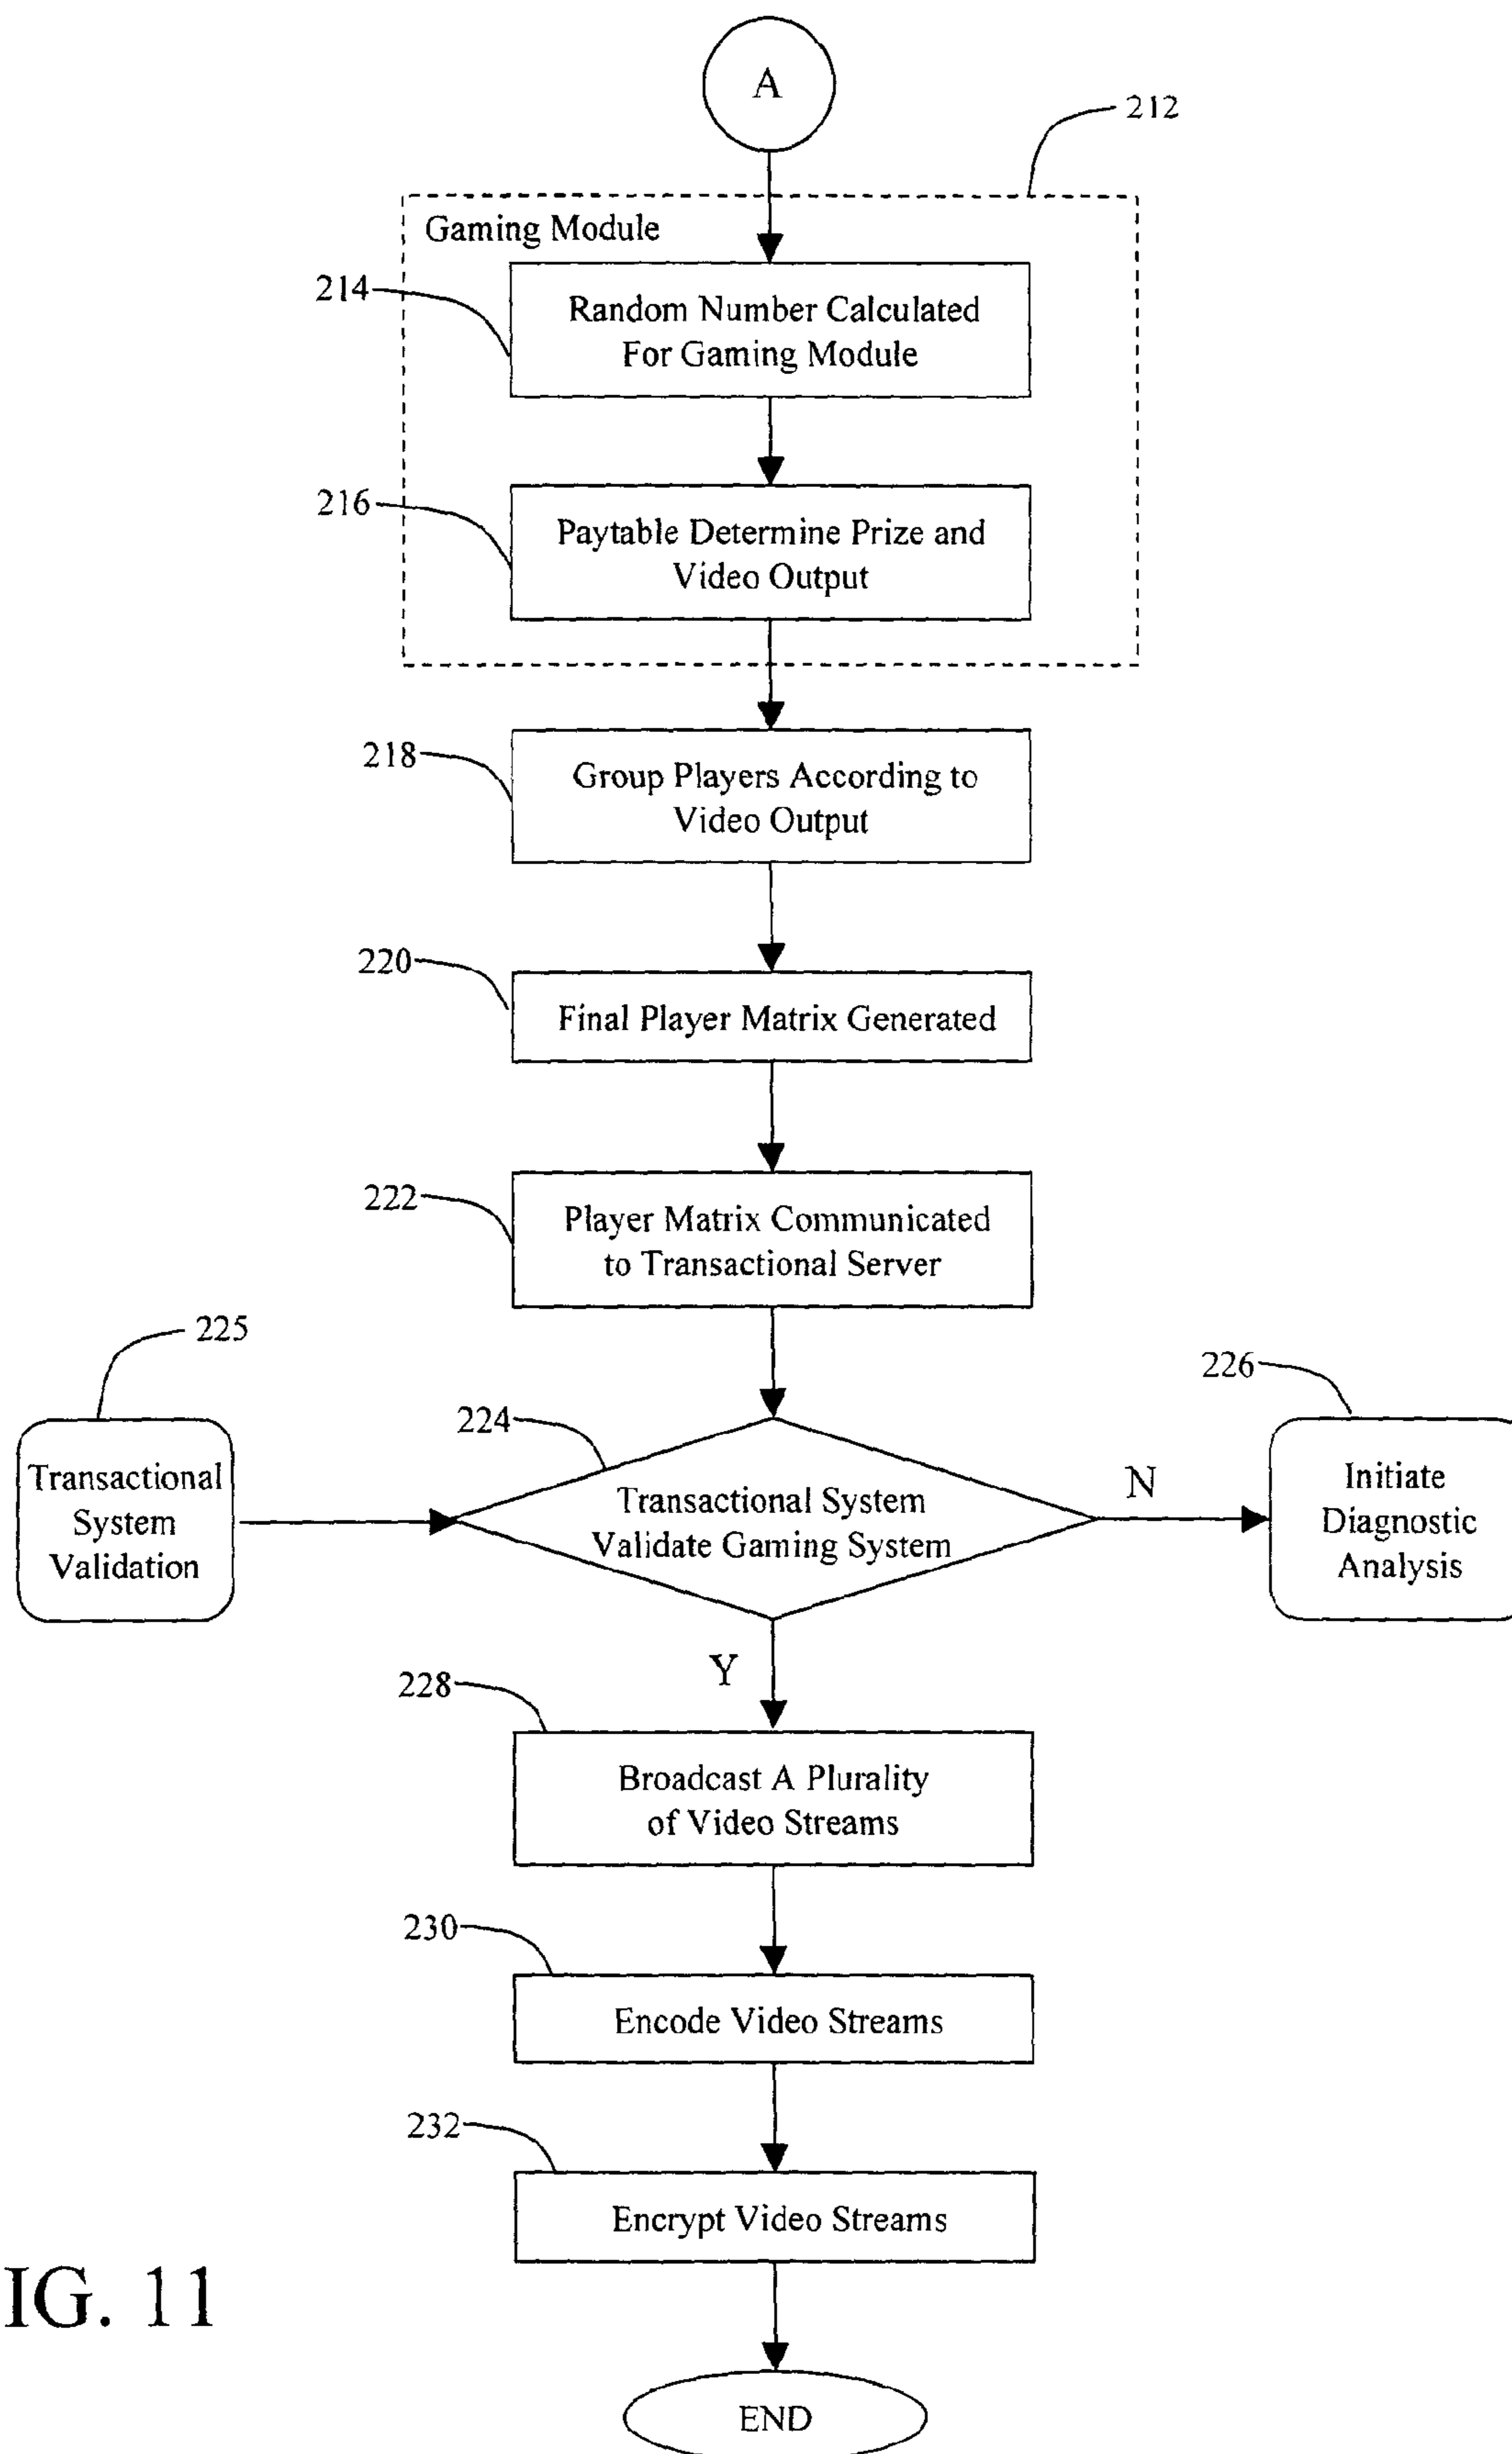 A
212
Gaming Module
214
Random Number Calculated
For Gaming Module
216
Paytable Determine Prize and
Video Output
218
Group Players According to
Video Output
220
Final Player Matrix Generated
222
Player Matrix Communicated
to Transactional Server
225
Transactional
System
Validation
224
Transactional System
Validate Gaming System
N
226
Initiate
Diagnostic
Analysis
Y
228
Broadcast A Plurality
of Video Streams
230
Encode Video Streams
232
Encrypt Video Streams
IG. 11
END